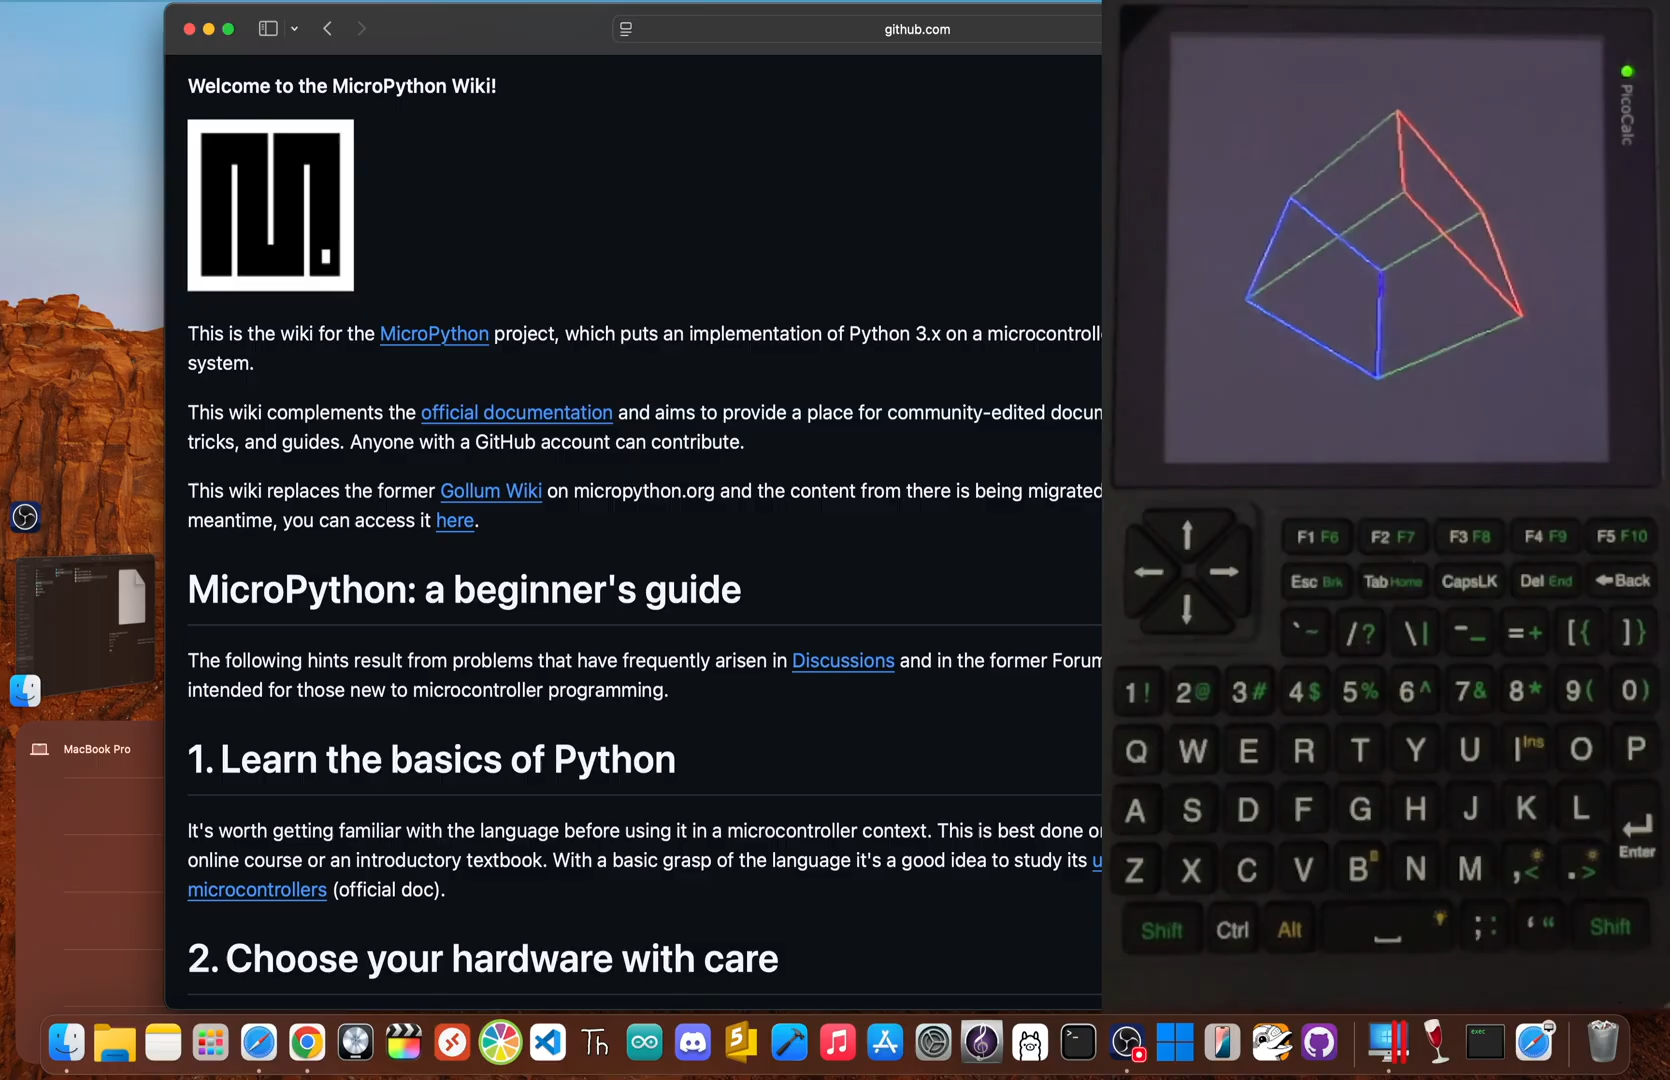 github.com
Welcome to the MicroPython Wiki!
This is the wiki for the MicroPython project, which puts an implementation of Python 3.x on a
system.
This wiki complements the official documentation and aims to provide a place for community-edited
tricks, and guides. Anyone with a GitHub account can contribute.
This wiki replaces the former Gollum Wiki on micropython.org and the content from there is being migrated
meantime, you can access it here.
MicroPython: a beginner's guide
The following hints result from problems that have frequently arisen in Discussions and in the former
intended for those new to microcontroller programming.
1. Learn the basics of Python
It's worth getting familiar with the language before using it in a microcontroller context. This is best done
online course or an introductory textbook. With a basic grasp of the language it's a good idea to study its
microcontrollers (official doc).
2. Choose your hardware with care
MacBook Pro
PicoCalc
F1 F6 F2 F7 F3 F8 F4 F9 F5 F10
Esc Brk Tab Home CapsLK Del End Back
` ~ / ? \ | - _ = + [ { ] }
1 ! 2 @ 3 # 4 $ 5 % 6 ^ 7 & 8 * 9 ( 0 )
Q W E R T Y U I Ins O P
A S D F G H J K L
Enter
Z X C V B N M , < . >
Shift Ctrl Alt ; : ' " Shift
Th
exec